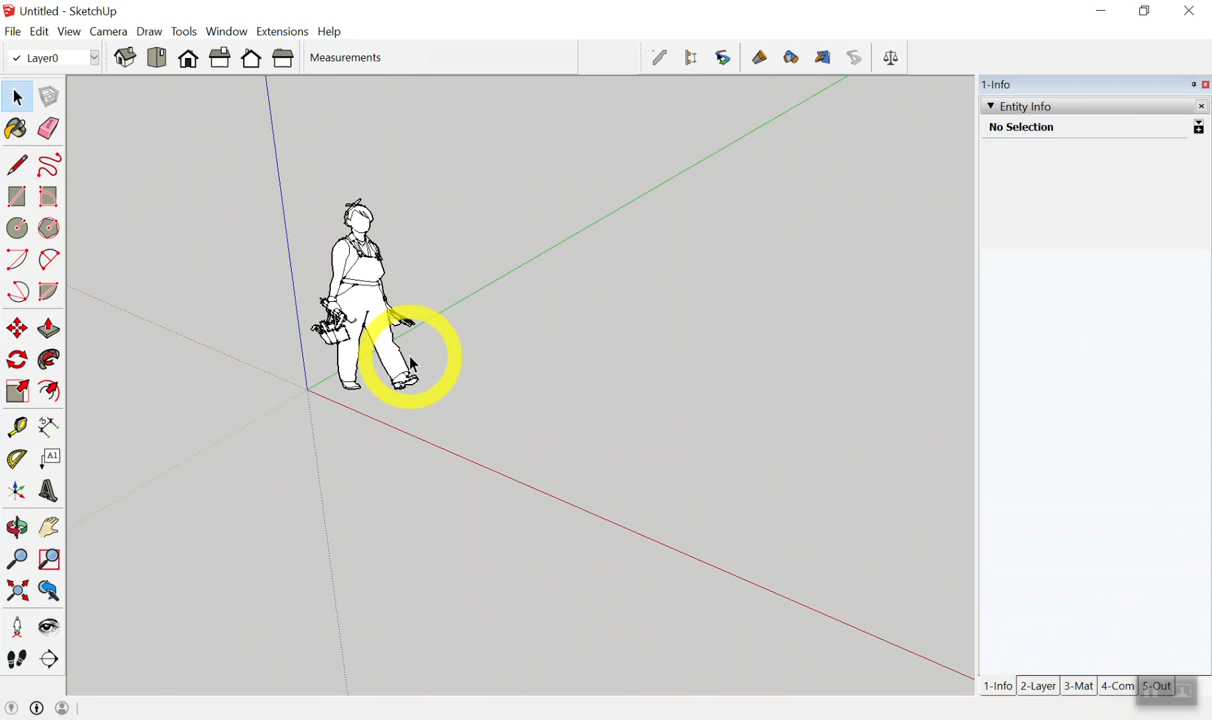 Untitled - SketchUp
File Edit View Camera Draw Tools Window Extensions Help
Layer0
Measurements
1-Info
Entity Info
No Selection
A1
1-Info 2-Layer 3-Mat 4-Com 5-Out